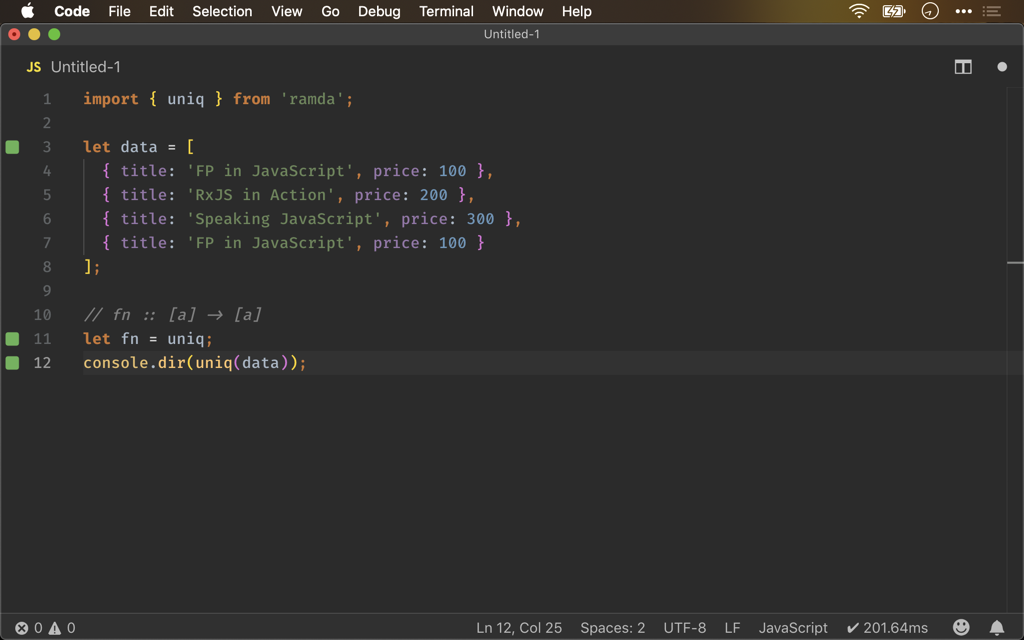 Code File Edit Selection View Go Debug Terminal Window Help
Untitled-1
JS Untitled-1
1 import { uniq } from 'ramda';
2
3 let data = [
4 { title: 'FP in JavaScript', price: 100 },
5 { title: 'RxJS in Action', price: 200 },
6 { title: 'Speaking JavaScript', price: 300 },
7 { title: 'FP in JavaScript', price: 100 }
8 ];
9
10 // fn :: [a] → [a]
11 let fn = uniq;
12 console.dir(uniq(data));
0 0 Ln 12, Col 25 Spaces: 2 UTF-8 LF JavaScript ✔ 201.64ms